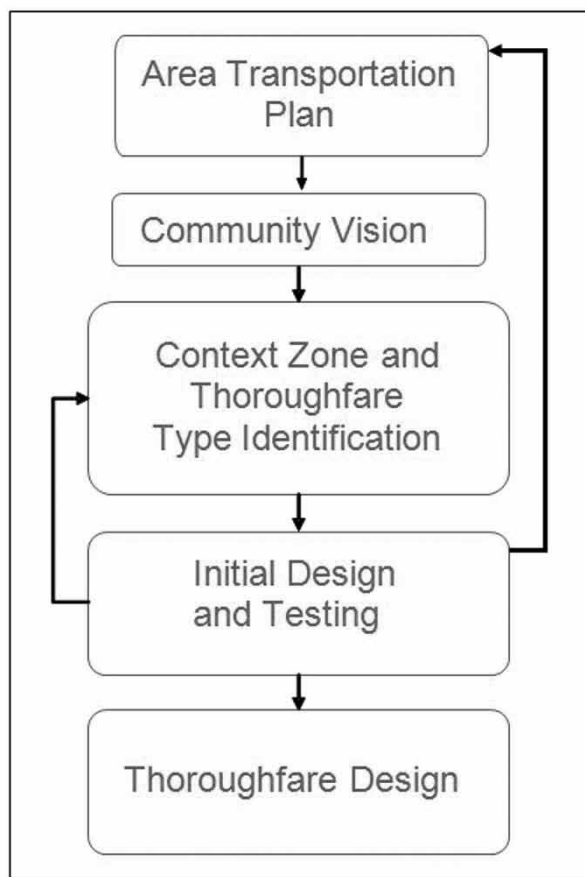 Area Transportation
Plan
Community Vision
Context Zone and
Thoroughfare
Type Identification
Initial Design
and Testing
Thoroughfare Design